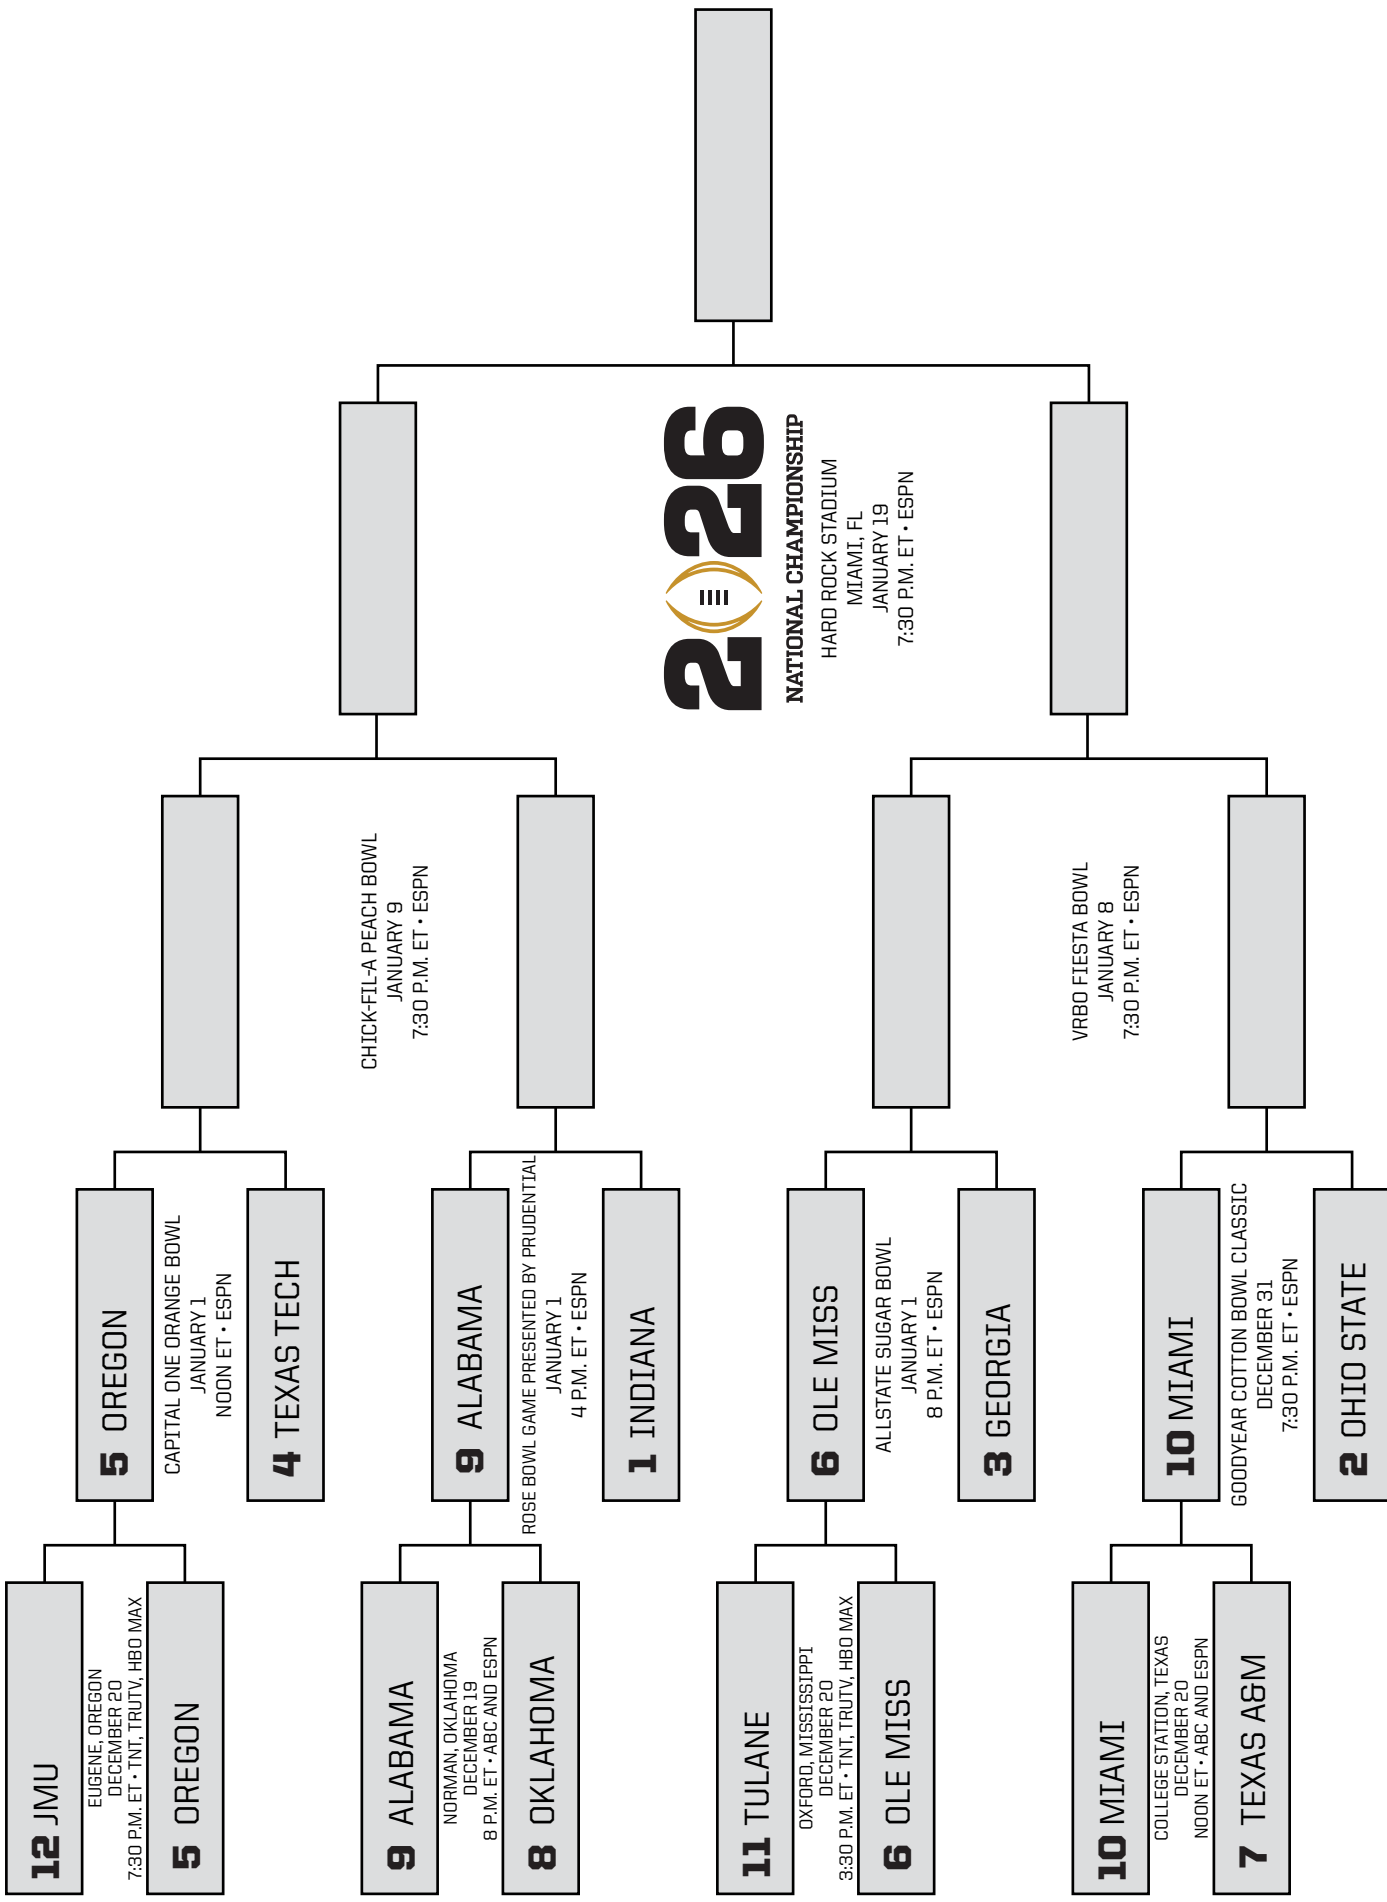 12 JMU
EUGENE, OREGON
DECEMBER 20
7:30 P.M. ET • TNT, TRUTV, HBO MAX
5 OREGON
9 ALABAMA
NORMAN, OKLAHOMA
DECEMBER 19
8 P.M. ET • ABC AND ESPN
8 OKLAHOMA
11 TULANE
OXFORD, MISSISSIPPI
DECEMBER 20
3:30 P.M. ET • TNT, TRUTV, HBO MAX
6 OLE MISS
10 MIAMI
COLLEGE STATION, TEXAS
DECEMBER 20
NOON ET • ABC AND ESPN
7 TEXAS A&M
5 OREGON
CAPITAL ONE ORANGE BOWL
JANUARY 1
NOON ET • ESPN
4 TEXAS TECH
9 ALABAMA
ROSE BOWL GAME PRESENTED BY PRUDENTIAL
JANUARY 1
4 P.M. ET • ESPN
1 INDIANA
6 OLE MISS
ALLSTATE SUGAR BOWL
JANUARY 1
8 P.M. ET • ESPN
3 GEORGIA
10 MIAMI
GOODYEAR COTTON BOWL CLASSIC
DECEMBER 31
7:30 P.M. ET • ESPN
2 OHIO STATE
CHICK-FIL-A PEACH BOWL
JANUARY 9
7:30 P.M. ET • ESPN
VRBO FIESTA BOWL
JANUARY 8
7:30 P.M. ET • ESPN
2026
NATIONAL CHAMPIONSHIP
HARD ROCK STADIUM
MIAMI, FL
JANUARY 19
7:30 P.M. ET • ESPN